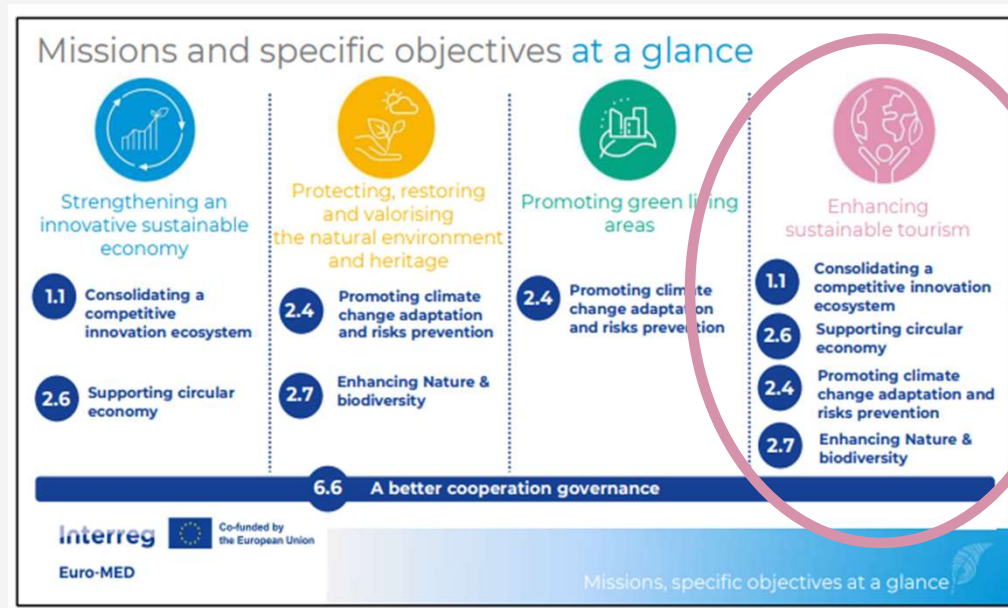 Missions and specific objectives at a glance
Strengthening an
innovative sustainable
economy
1.1 Consolidating a
competitive
innovation ecosystem
2.6 Supporting circular
economy
Protecting, restoring
and valorising
the natural environment
and heritage
2.4 Promoting climate
change adaptation
and risks prevention
2.7 Enhancing Nature &
biodiversity
Promoting green living
areas
2.4 Promoting climate
change adaptation
and risks prevention
Enhancing
sustainable tourism
1.1 Consolidating a
competitive innovation
ecosystem
2.6 Supporting circular
economy
2.4 Promoting climate
change adaptation and
risks prevention
2.7 Enhancing Nature &
biodiversity
6.6 A better cooperation governance
Interreg
Co-funded by
the European Union
Euro-MED
Missions, specific objectives at a glance